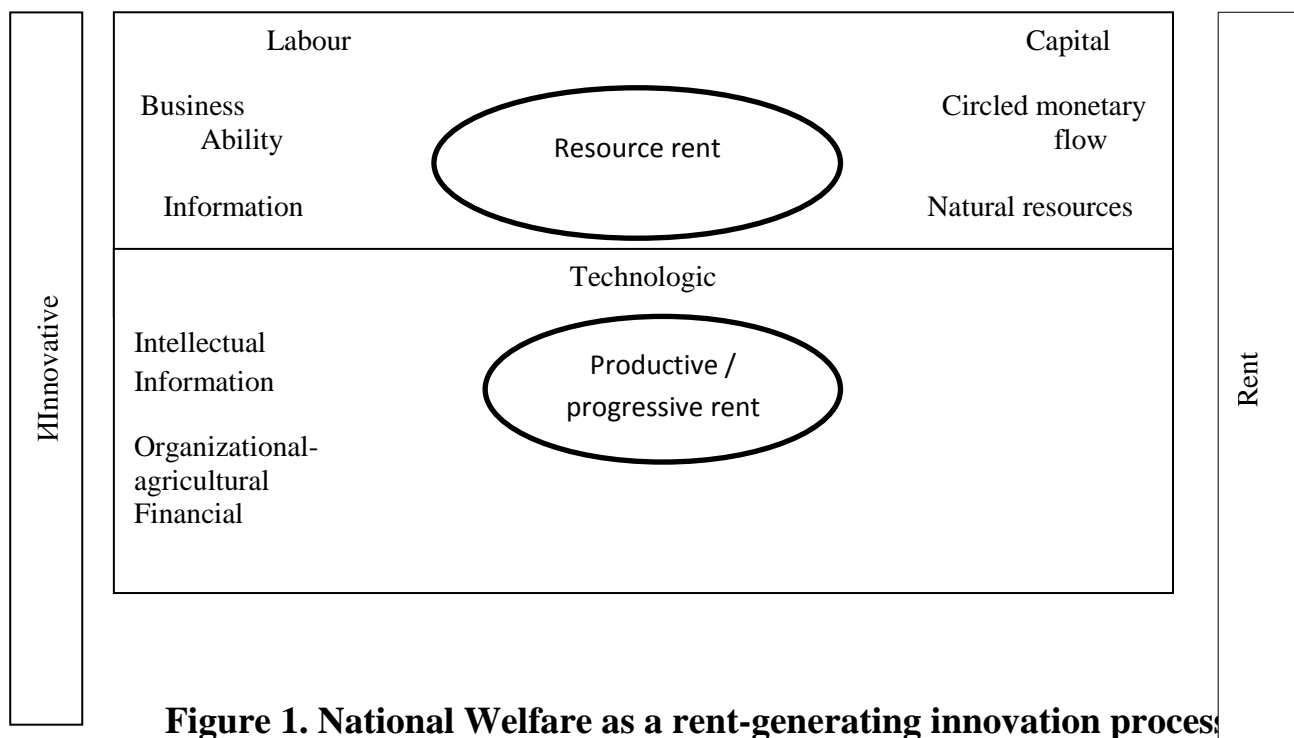 Labour
Capital
Business
Ability
Circled monetary
flow
Resource rent
Information
Natural resources
Technologic
Intellectual
Information
Productive /
progressive rent
Organizational-
agricultural
Financial
ИInnovative
Rent
Figure 1. National Welfare as a rent-generating innovation process